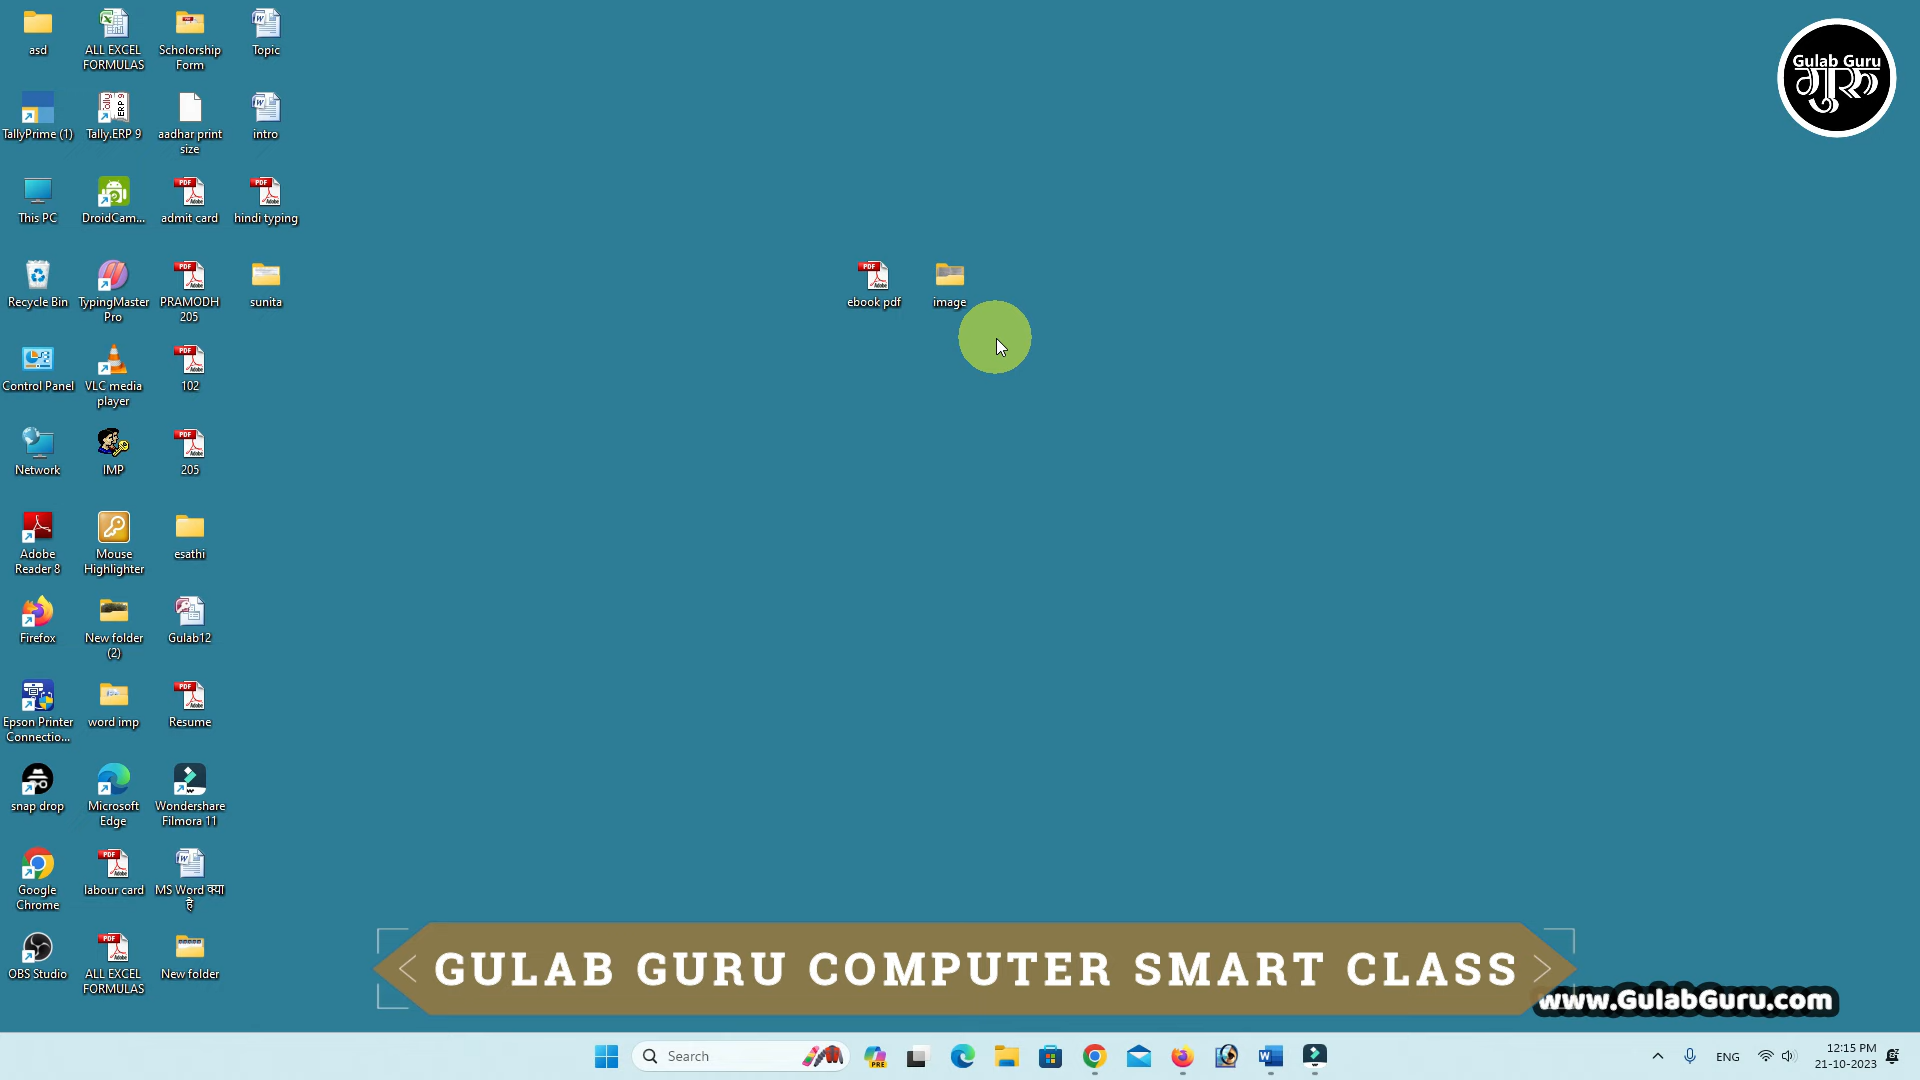 asd
ALL EXCEL
FORMULAS
Scholorship
Form
Topic
TallyPrime (1)
Tally.ERP 9
aadhar print
size
intro
This PC
DroidCam...
admit card
hindi typing
Recycle Bin
TypingMaster
Pro
PRAMODH
205
sunita
ebook pdf
image
Control Panel
VLC media
player
102
Network
IMP
205
Adobe
Reader 8
Mouse
Highlighter
esathi
Firefox
New folder
(2)
Gulab12
Epson Printer
Connectio...
word imp
Resume
snap drop
Microsoft
Edge
Wondershare
Filmora 11
Google
Chrome
labour card
MS Word क्या
है
OBS Studio
ALL EXCEL
FORMULAS
New folder
Gulab Guru
गुरू
GULAB GURU COMPUTER SMART CLASS
www.GulabGuru.com
Search
PRE
ENG
12:15 PM
21-10-2023